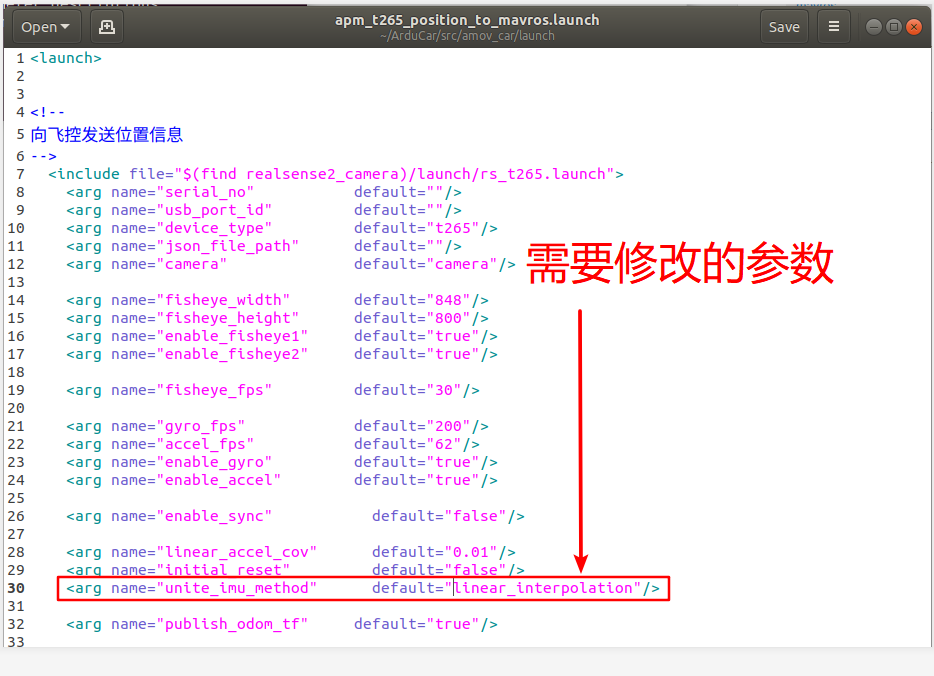 Open
apm_t265_position_to_mavros.launch
~/ArduCar/src/amov_car/launch
Save
1 <launch>
2
3
4 <!--
5 向飞控发送位置信息
6 -->
7   <include file="$(find realsense2_camera)/launch/rs_t265.launch">
8     <arg name="serial_no"           default=""/>
9     <arg name="usb_port_id"         default=""/>
10     <arg name="device_type"         default="t265"/>
11     <arg name="json_file_path"      default=""/>
12     <arg name="camera"              default="camera"/>
需要修改的参数
13
14     <arg name="fisheye_width"       default="848"/>
15     <arg name="fisheye_height"      default="800"/>
16     <arg name="enable_fisheye1"     default="true"/>
17     <arg name="enable_fisheye2"     default="true"/>
18
19     <arg name="fisheye_fps"         default="30"/>
20
21     <arg name="gyro_fps"            default="200"/>
22     <arg name="accel_fps"           default="62"/>
23     <arg name="enable_gyro"         default="true"/>
24     <arg name="enable_accel"        default="true"/>
25
26     <arg name="enable_sync"           default="false"/>
27
28     <arg name="linear_accel_cov"      default="0.01"/>
29     <arg name="initial_reset"         default="false"/>
30     <arg name="unite_imu_method"      default="linear_interpolation"/>
31
32     <arg name="publish_odom_tf"     default="true"/>
33